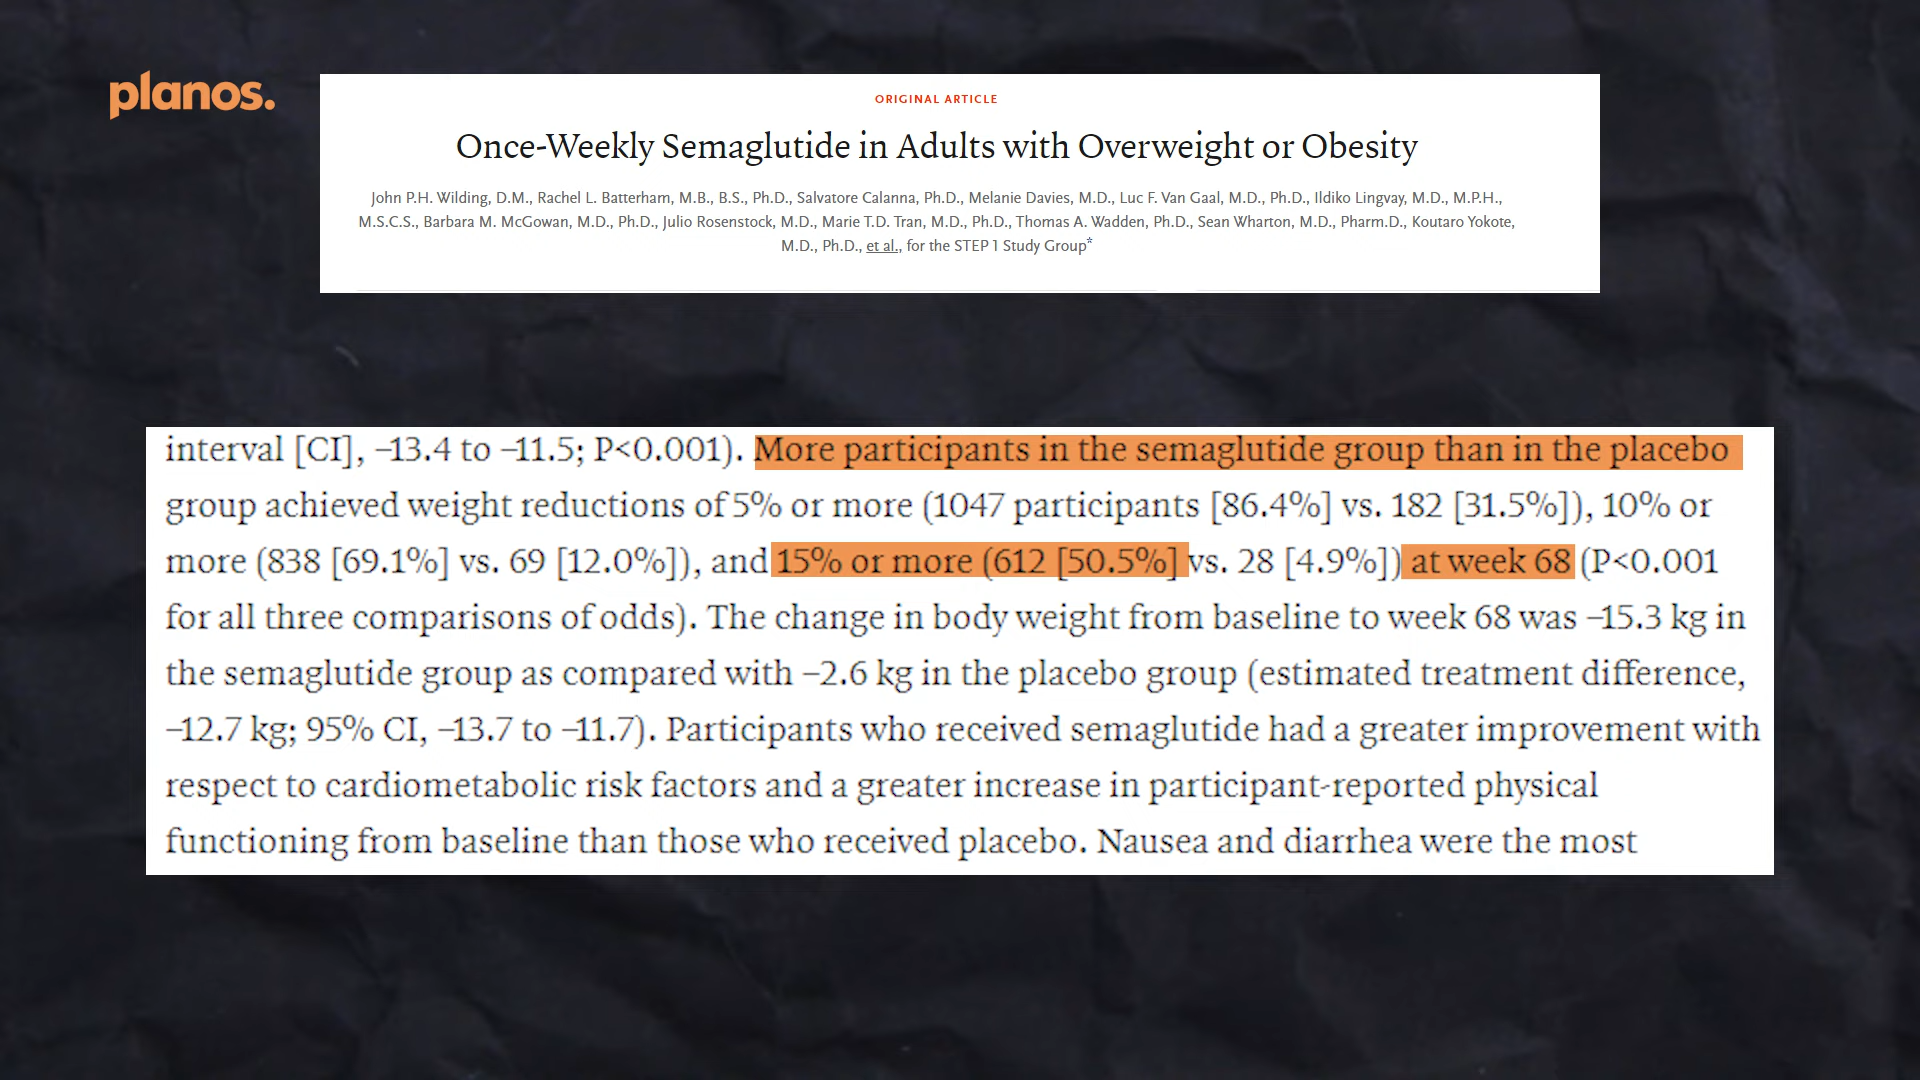 planos.
ORIGINAL ARTICLE
Once-Weekly Semaglutide in Adults with Overweight or Obesity
John P.H. Wilding, D.M., Rachel L. Batterham, M.B., B.S., Ph.D., Salvatore Calanna, Ph.D., Melanie Davies, M.D., Luc F. Van Gaal, M.D., Ph.D., Ildiko Lingvay, M.D., M.P.H.,
M.S.C.S., Barbara M. McGowan, M.D., Ph.D., Julio Rosenstock, M.D., Marie T.D. Tran, M.D., Ph.D., Thomas A. Wadden, Ph.D., Sean Wharton, M.D., Pharm.D., Koutaro Yokote,
M.D., Ph.D., et al., for the STEP 1 Study Group*
interval [CI], −13.4 to −11.5; P<0.001). More participants in the semaglutide group than in the placebo
group achieved weight reductions of 5% or more (1047 participants [86.4%] vs. 182 [31.5%]), 10% or
more (838 [69.1%] vs. 69 [12.0%]), and 15% or more (612 [50.5%] vs. 28 [4.9%]) at week 68 (P<0.001
for all three comparisons of odds). The change in body weight from baseline to week 68 was −15.3 kg in
the semaglutide group as compared with −2.6 kg in the placebo group (estimated treatment difference,
−12.7 kg; 95% CI, −13.7 to −11.7). Participants who received semaglutide had a greater improvement with
respect to cardiometabolic risk factors and a greater increase in participant-reported physical
functioning from baseline than those who received placebo. Nausea and diarrhea were the most